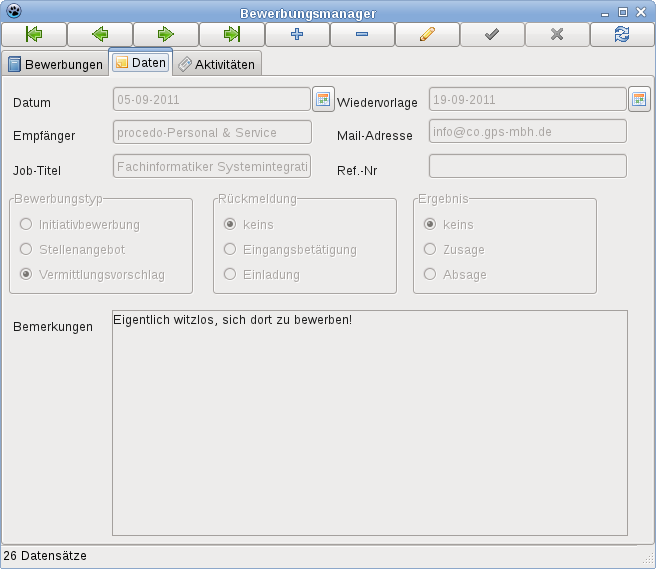 Bewerbungsmanager
Bewerbungen Daten Aktivitäten
Datum 05-09-2011 Wiedervorlage 19-09-2011
Empfänger procedo-Personal & Service Mail-Adresse info@co.gps-mbh.de
Job-Titel Fachinformatiker Systemintegrati Ref.-Nr
Bewerbungstyp Rückmeldung Ergebnis
Initiativbewerbung keins keins
Stellenangebot Eingangsbetätigung Zusage
Vermittlungsvorschlag Einladung Absage
Bemerkungen Eigentlich witzlos, sich dort zu bewerben!
26 Datensätze